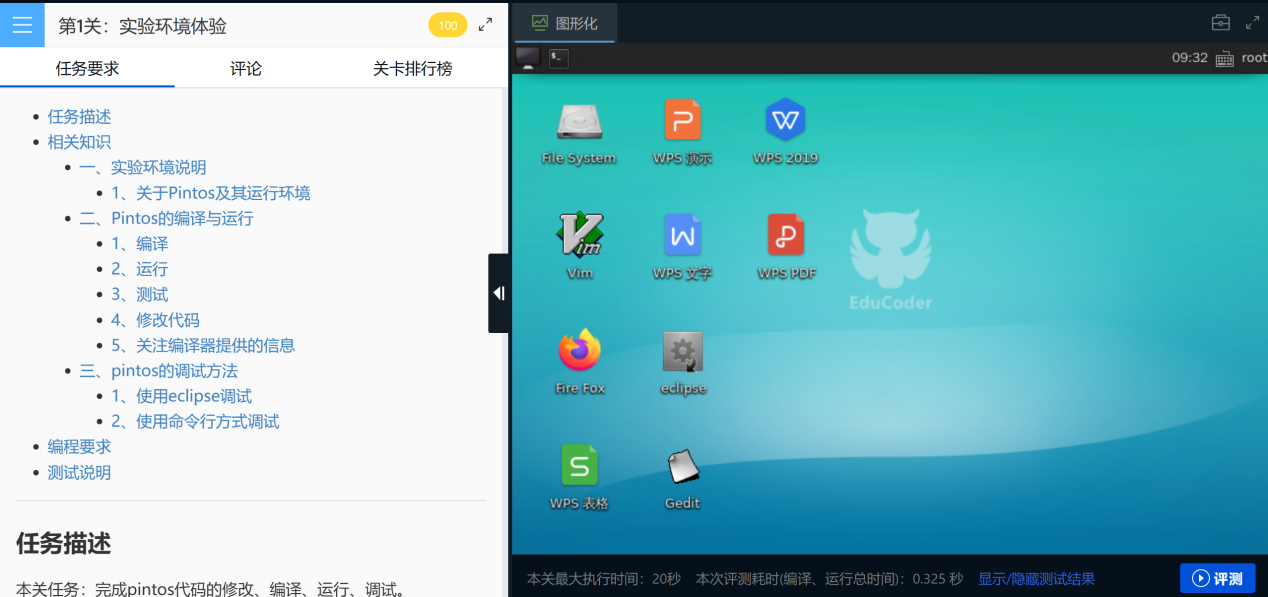 第1关：实验环境体验
100
任务要求
评论
关卡排行榜
任务描述
相关知识
一、实验环境说明
1、关于Pintos及其运行环境
二、Pintos的编译与运行
1、编译
2、运行
3、测试
4、修改代码
5、关注编译器提供的信息
三、pintos的调试方法
1、使用eclipse调试
2、使用命令行方式调试
编程要求
测试说明
任务描述
本关任务：完成pintos代码的修改、编译、运行、调试。
图形化
09:32 root
File System
WPS 演示
WPS 2019
Vim
WPS 文字
WPS PDF
EduCoder
Fire Fox
eclipse
WPS 表格
Gedit
本关最大执行时间：20秒 本次评测耗时(编译、运行总时间)：0.325 秒 显示/隐藏测试结果
评测